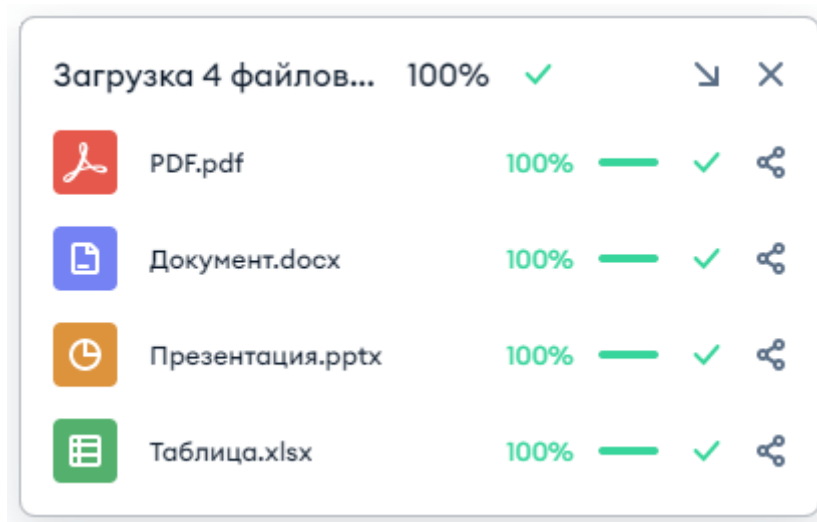 Загрузка 4 файлов... 100%
PDF.pdf 100%
Документ.docx 100%
Презентация.pptx 100%
Таблица.xlsx 100%